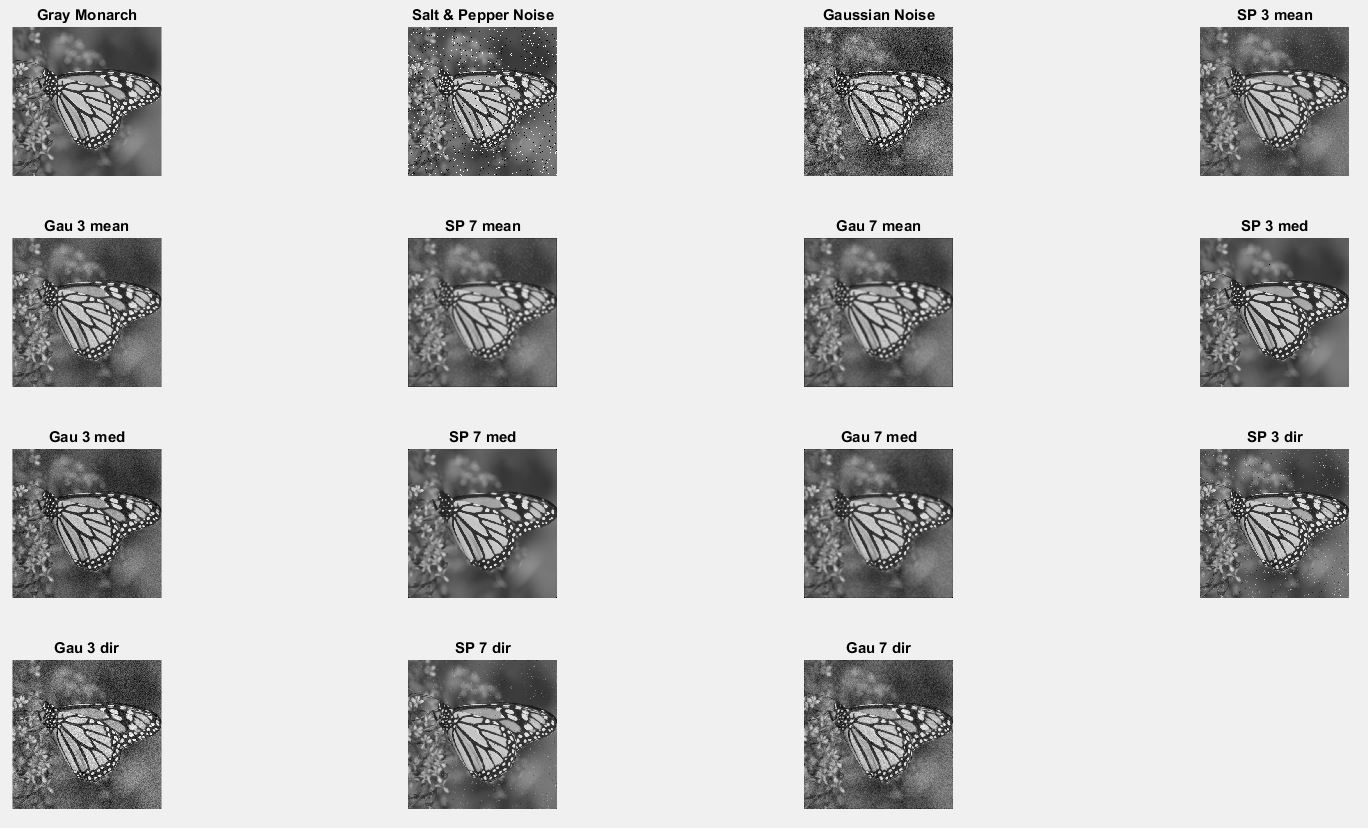 Gray Monarch
Salt & Pepper Noise
Gaussian Noise
SP 3 mean
Gau 3 mean
SP 7 mean
Gau 7 mean
SP 3 med
Gau 3 med
SP 7 med
Gau 7 med
SP 3 dir
Gau 3 dir
SP 7 dir
Gau 7 dir